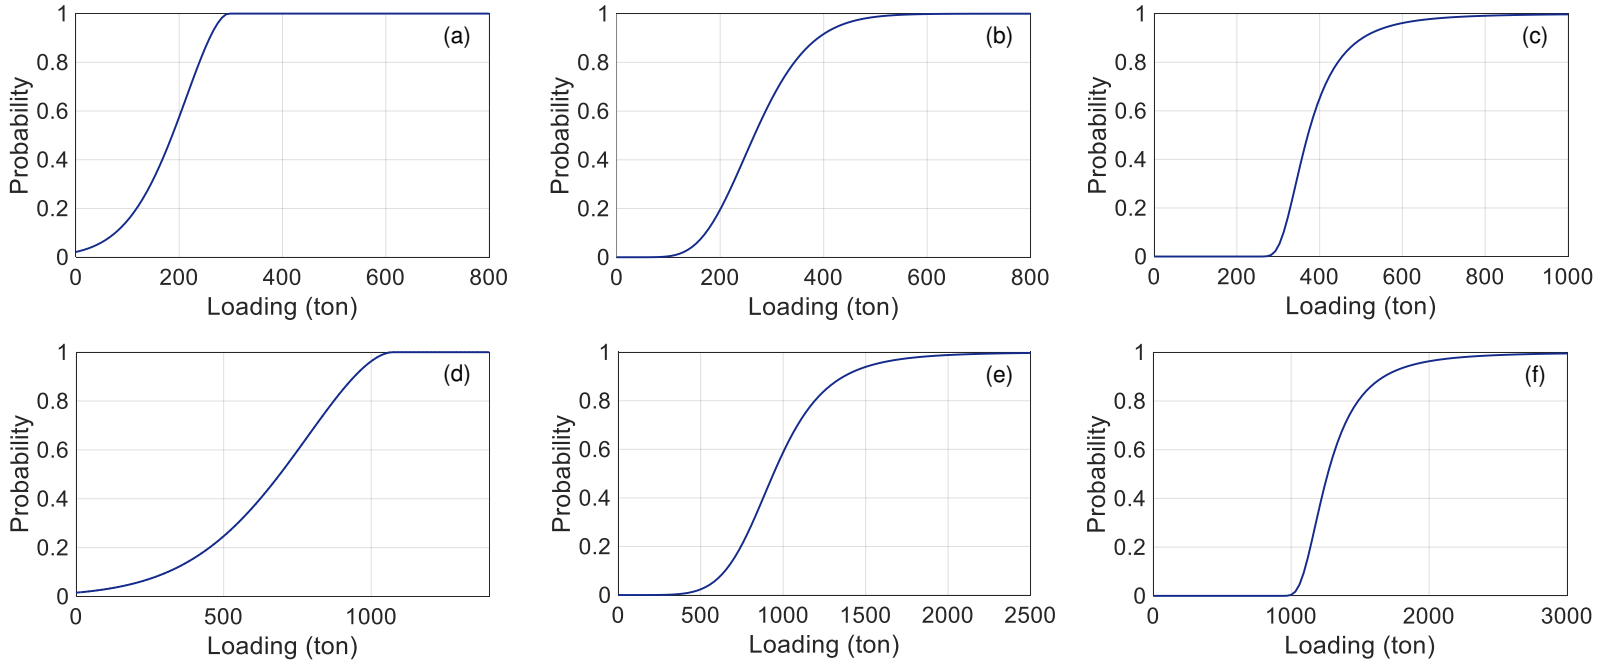 (a)
Probability
1
0.8
0.6
0.4
0.2
0
0 200 400 600 800
Loading (ton)
(b)
Probability
1
0.8
0.6
0.4
0.2
0
0 200 400 600 800
Loading (ton)
(c)
Probability
1
0.8
0.6
0.4
0.2
0
0 200 400 600 800 1000
Loading (ton)
(d)
Probability
1
0.8
0.6
0.4
0.2
0
0 500 1000
Loading (ton)
(e)
Probability
1
0.8
0.6
0.4
0.2
0
0 500 1000 1500 2000 2500
Loading (ton)
(f)
Probability
1
0.8
0.6
0.4
0.2
0
0 1000 2000 3000
Loading (ton)